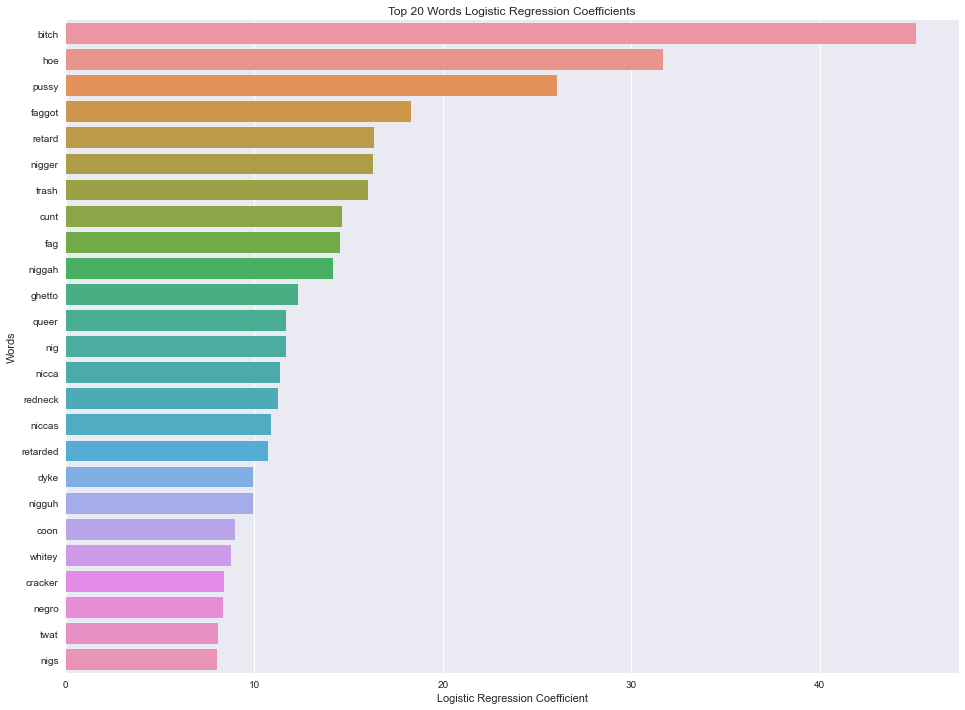 Top 20 Words Logistic Regression Coefficients
bitch
hoe
pussy
faggot
retard
nigger
trash
cunt
fag
niggah
ghetto
queer
nig
nicca
redneck
niccas
retarded
dyke
nigguh
coon
whitey
cracker
negro
twat
nigs
Words
0 10 20 30 40
Logistic Regression Coefficient